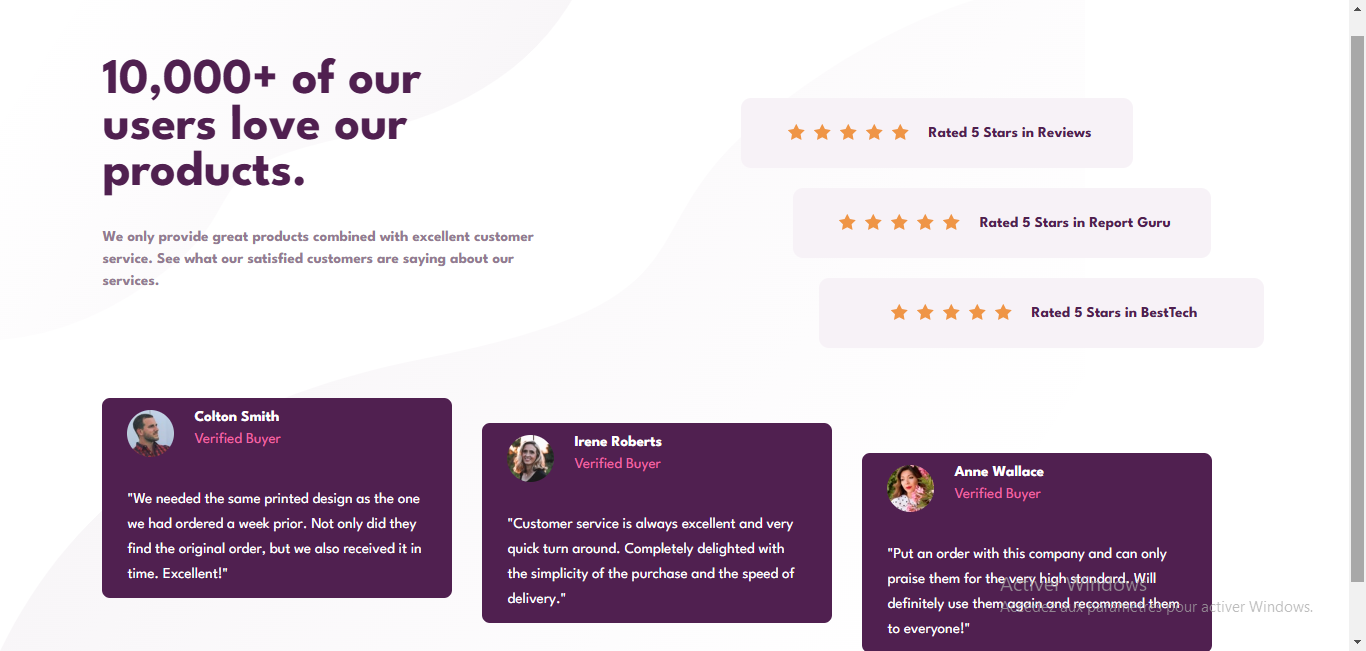 10,000+ of our
users love our
products.
We only provide great products combined with excellent customer
service. See what our satisfied customers are saying about our
services.
Rated 5 Stars in Reviews
Rated 5 Stars in Report Guru
Rated 5 Stars in BestTech
Colton Smith
Verified Buyer
"We needed the same printed design as the one
we had ordered a week prior. Not only did they
find the original order, but we also received it in
time. Excellent!"
Irene Roberts
Verified Buyer
"Customer service is always excellent and very
quick turn around. Completely delighted with
the simplicity of the purchase and the speed of
delivery."
Anne Wallace
Verified Buyer
"Put an order with this company and can only
praise them for the very high standard. Will
definitely use them again and recommend them
to everyone!"
Activer Windows
Accédez aux paramètres pour activer Windows.